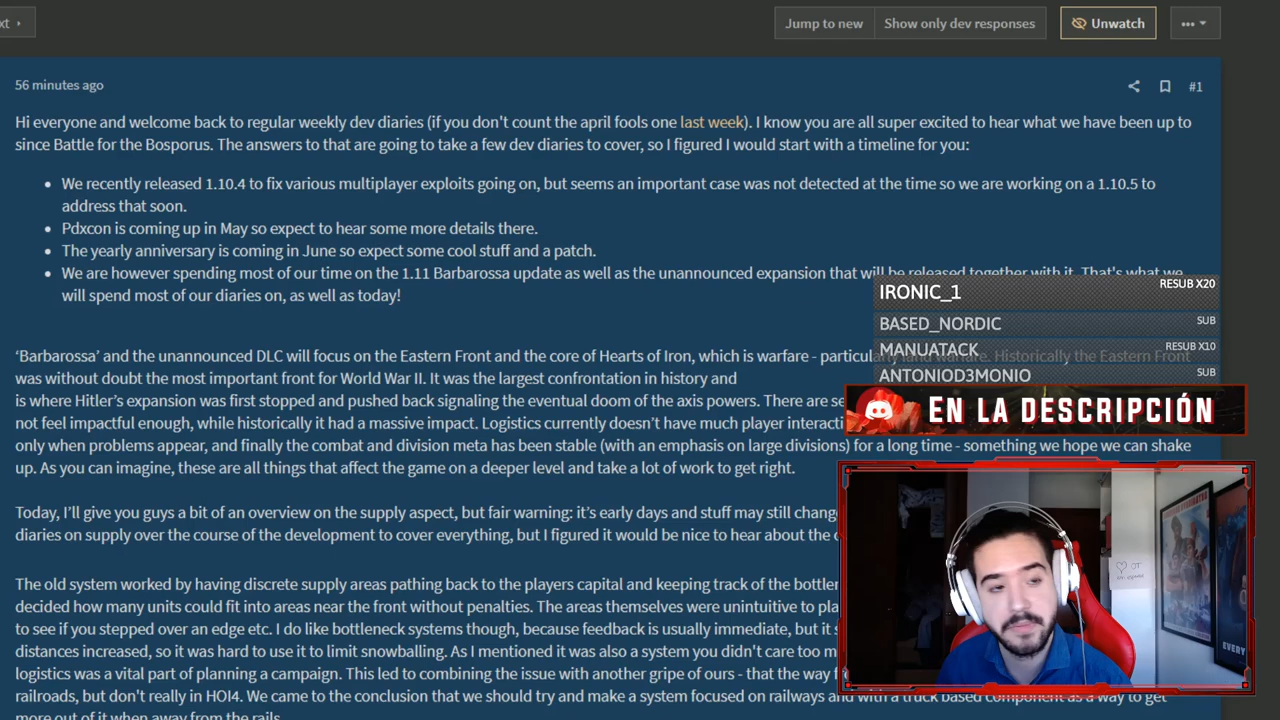 xt ▸
Jump to new
Show only dev responses
Unwatch
•••
56 minutes ago
#1
Hi everyone and welcome back to regular weekly dev diaries (if you don't count the april fools one last week). I know you are all super excited to hear what we have been up to
since Battle for the Bosporus. The answers to that are going to take a few dev diaries to cover, so I figured I would start with a timeline for you:
• We recently released 1.10.4 to fix various multiplayer exploits going on, but seems an important case was not detected at the time so we are working on a 1.10.5 to
address that soon.
• Pdxcon is coming up in May so expect to hear some more details there.
• The yearly anniversary is coming in June so expect some cool stuff and a patch.
• We are however spending most of our time on the 1.11 Barbarossa update as well as the unannounced expansion that will be released together with it. That's what we
will spend most of our diaries on, as well as today!
IRONIC_1
RESUB X20
BASED_NORDIC
SUB
MANUATACK
RESUB X10
ANTONIOD3MONIO
SUB
EN LA DESCRIPCIÓN
'Barbarossa' and the unannounced DLC will focus on the Eastern Front and the core of Hearts of Iron, which is warfare - particularly land warfare. Historically the Eastern Front
was without doubt the most important front for World War II. It was the largest confrontation in history and
is where Hitler's expansion was first stopped and pushed back signaling the eventual doom of the axis powers. There are se
not feel impactful enough, while historically it had a massive impact. Logistics currently doesn't have much player interacti
only when problems appear, and finally the combat and division meta has been stable (with an emphasis on large divisions) for a long time - something we hope we can shake
up. As you can imagine, these are all things that affect the game on a deeper level and take a lot of work to get right.
Today, I'll give you guys a bit of an overview on the supply aspect, but fair warning: it's early days and stuff may still chang
diaries on supply over the course of the development to cover everything, but I figured it would be nice to hear about the
The old system worked by having discrete supply areas pathing back to the players capital and keeping track of the bottle
decided how many units could fit into areas near the front without penalties. The areas themselves were unintuitive to pla
to see if you stepped over an edge etc. I do like bottleneck systems though, because feedback is usually immediate, but it s
distances increased, so it was hard to use it to limit snowballing. As I mentioned it was also a system you didn't care too m
logistics was a vital part of planning a campaign. This led to combining the issue with another gripe of ours - that the way
railroads, but don't really in HOI4. We came to the conclusion that we should try and make a system focused on railways and with a truck based component as a way to get
more out of it when away from the rails.